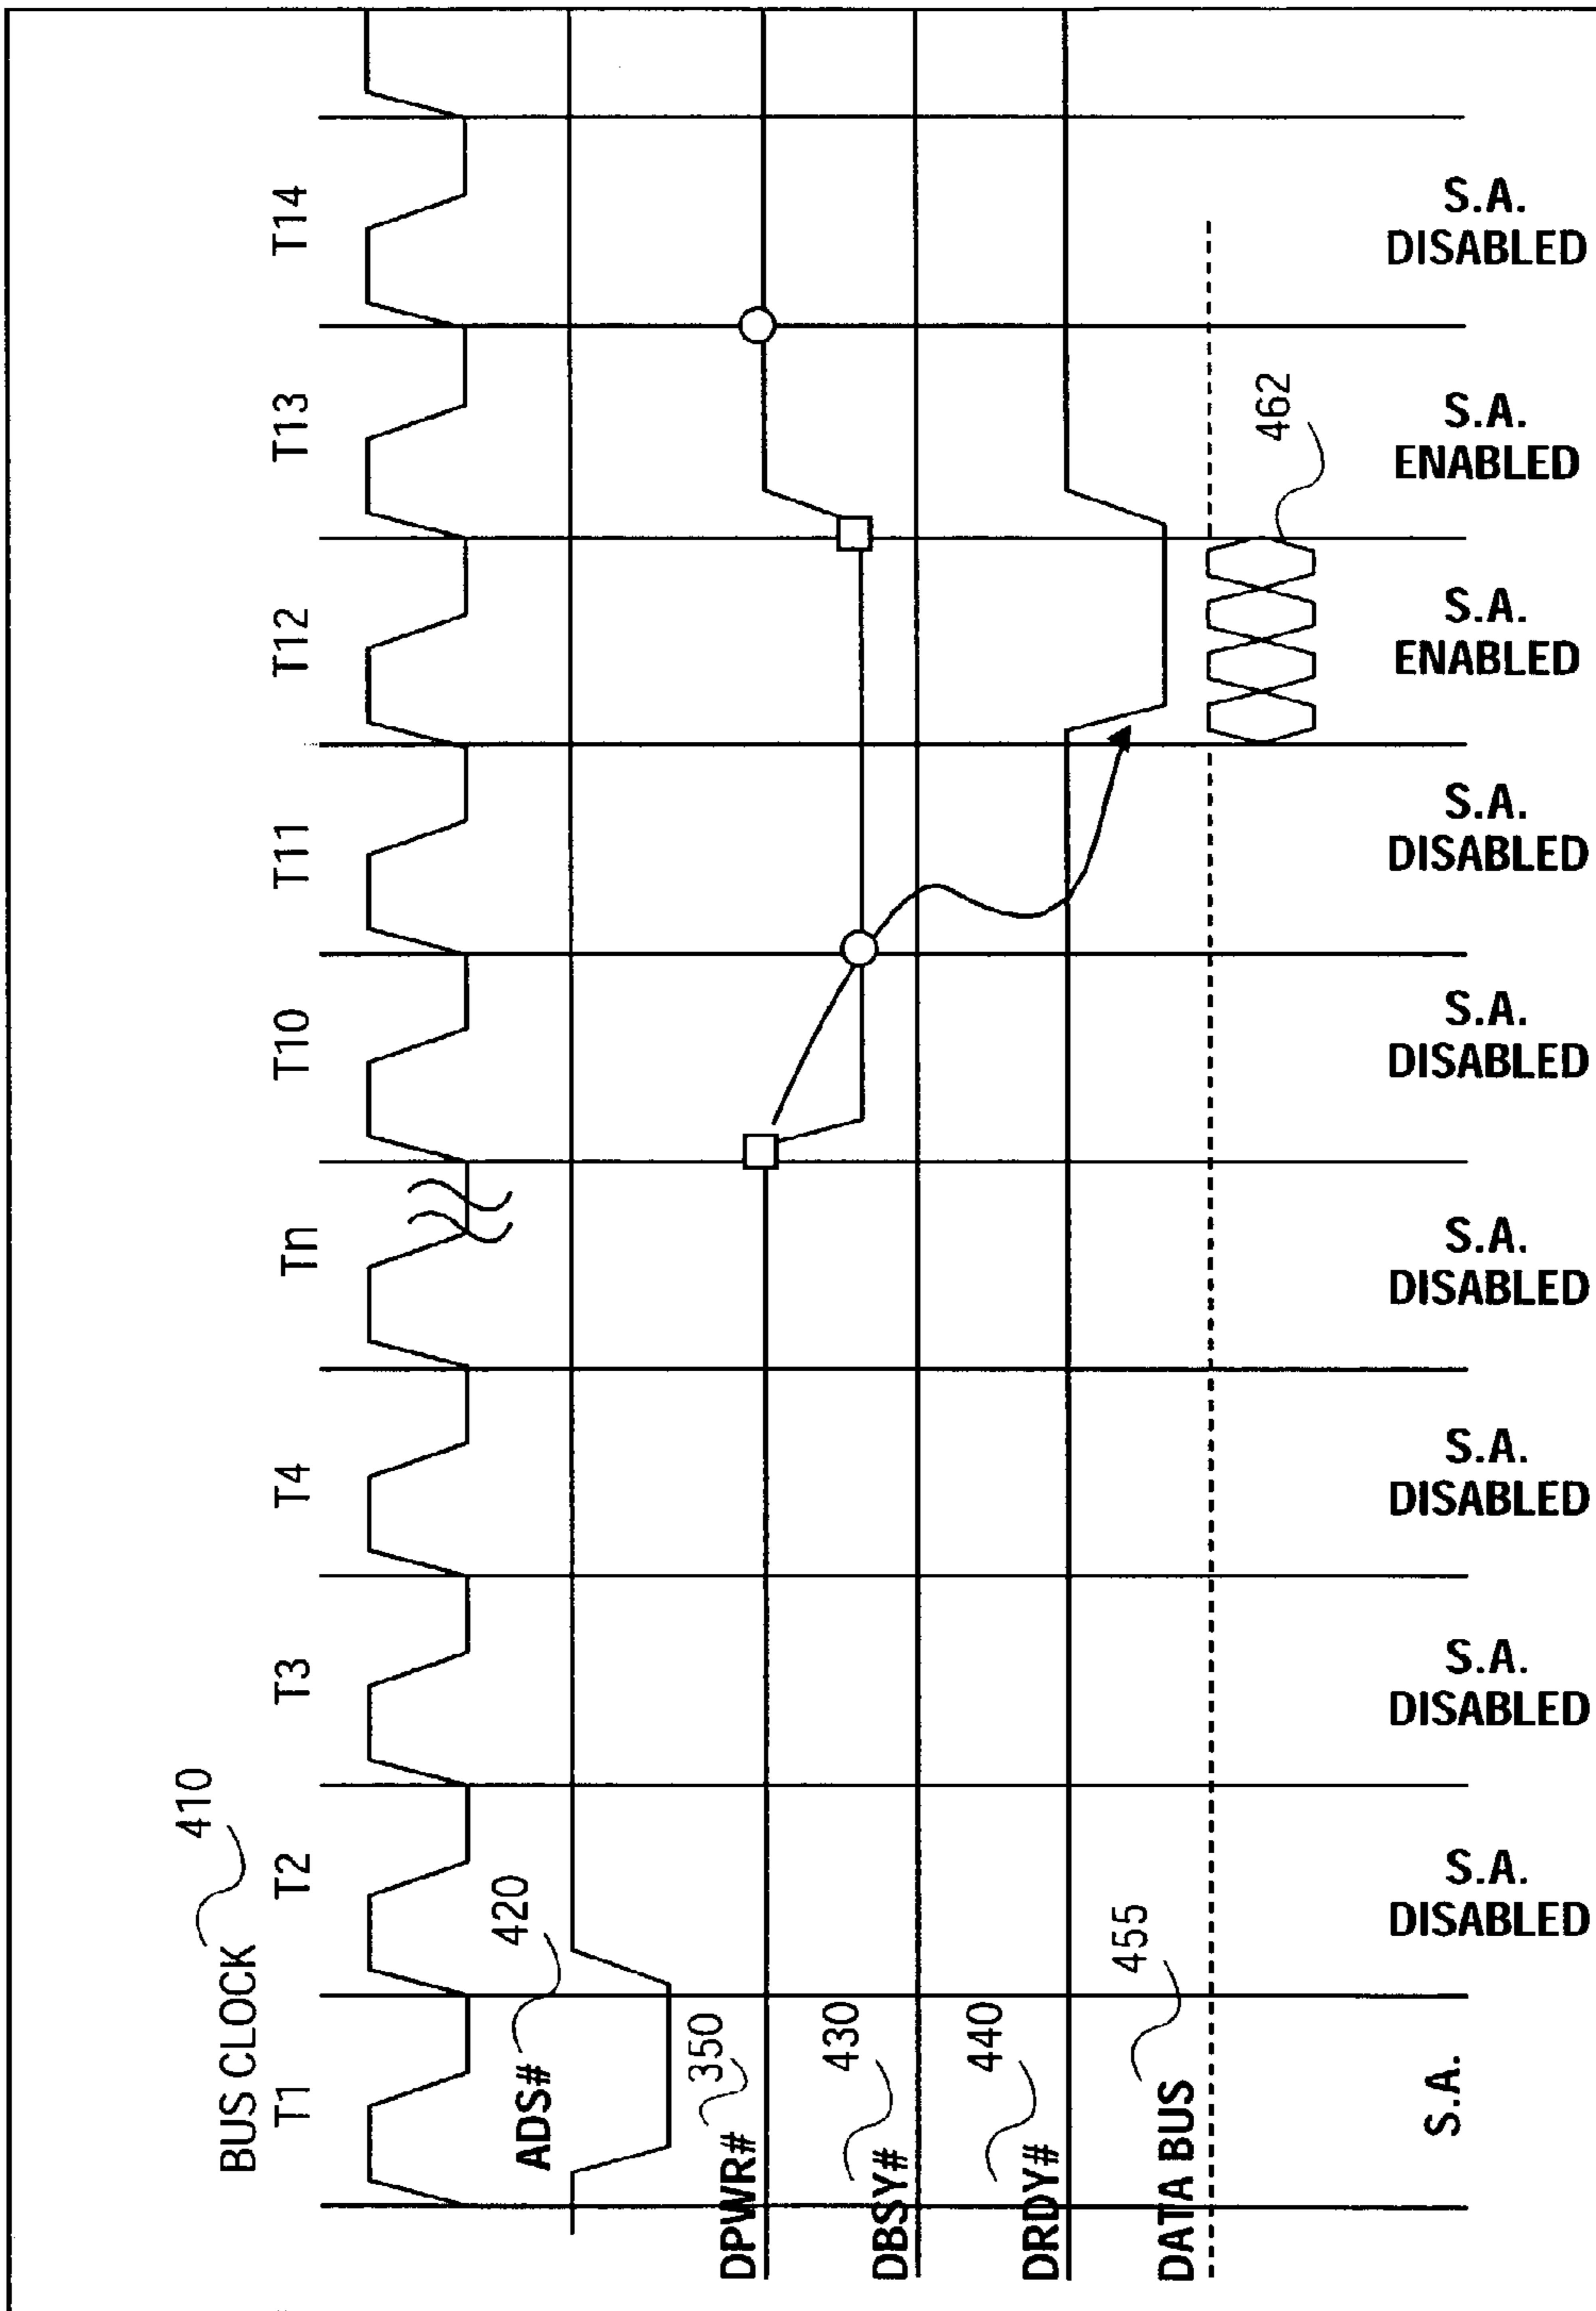 BUS CLOCK 410
T1 T2 T3 T4 Tn T10 T11 T12 T13 T14
ADS# 420
DPWR# 350
DBSY# 430
DRDY# 440
DATA BUS 455
462
S.A.
S.A.
DISABLED
S.A.
DISABLED
S.A.
DISABLED
S.A.
DISABLED
S.A.
DISABLED
S.A.
DISABLED
S.A.
ENABLED
S.A.
ENABLED
S.A.
DISABLED